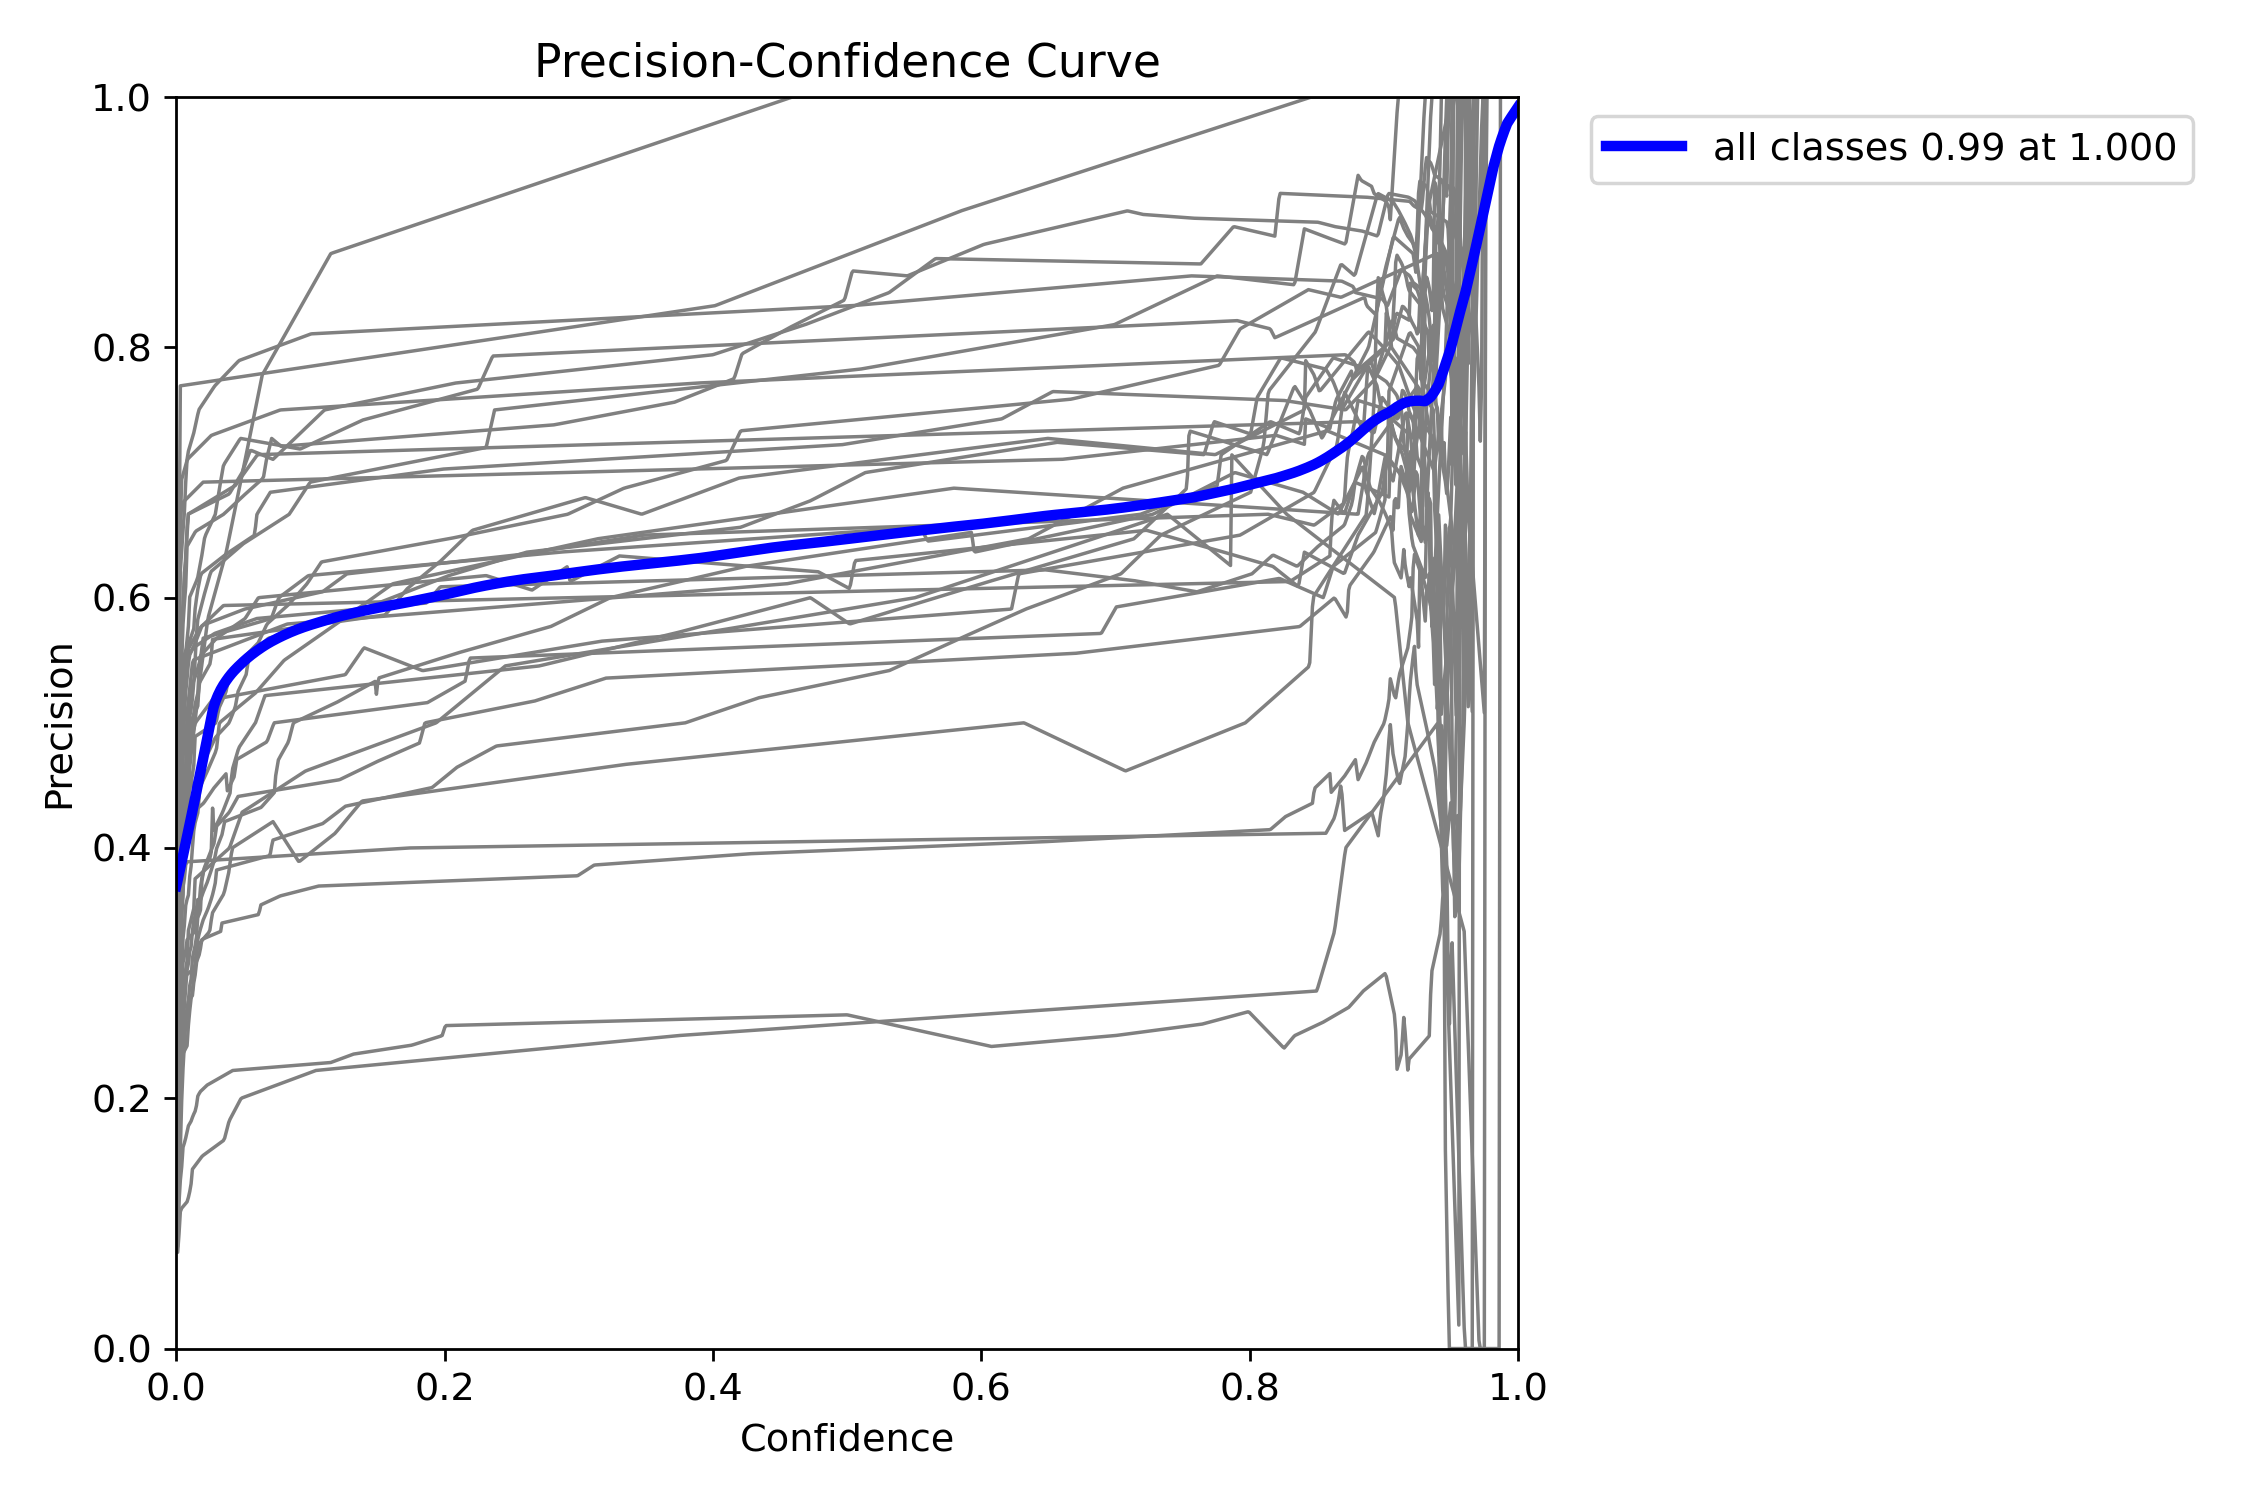 Precision-Confidence Curve
all classes 0.99 at 1.000
Precision
1.0
0.8
0.6
0.4
0.2
0.0
0.0 0.2 0.4 0.6 0.8 1.0
Confidence